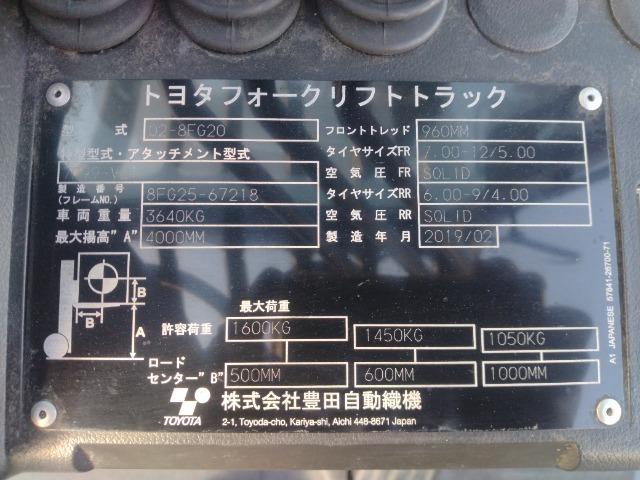 トヨタフォークリフトトラック
型 式 02-8FG20 フロントトレッド 960MM
型式・アタッチメント型式 タイヤサイズFR 7.00-12/5.00
空気圧 FR SOLID
製造番号 (フレームNO.) 8FG25-67218 タイヤサイズRR 6.00-9/4.00
車両重量 3640KG 空気圧 RR SOLID
最大揚高"A" 4000MM 製造年月 2019/02
B
B A
最大荷重
許容荷重 1600KG 1450KG 1050KG
ロード
センター"B" 500MM 600MM 1000MM
TOYOTA 株式会社豊田自動織機
2-1, Toyoda-cho, Kariya-shi, Aichi 448-8671 Japan
A1 JAPANESE 57841-26700-71